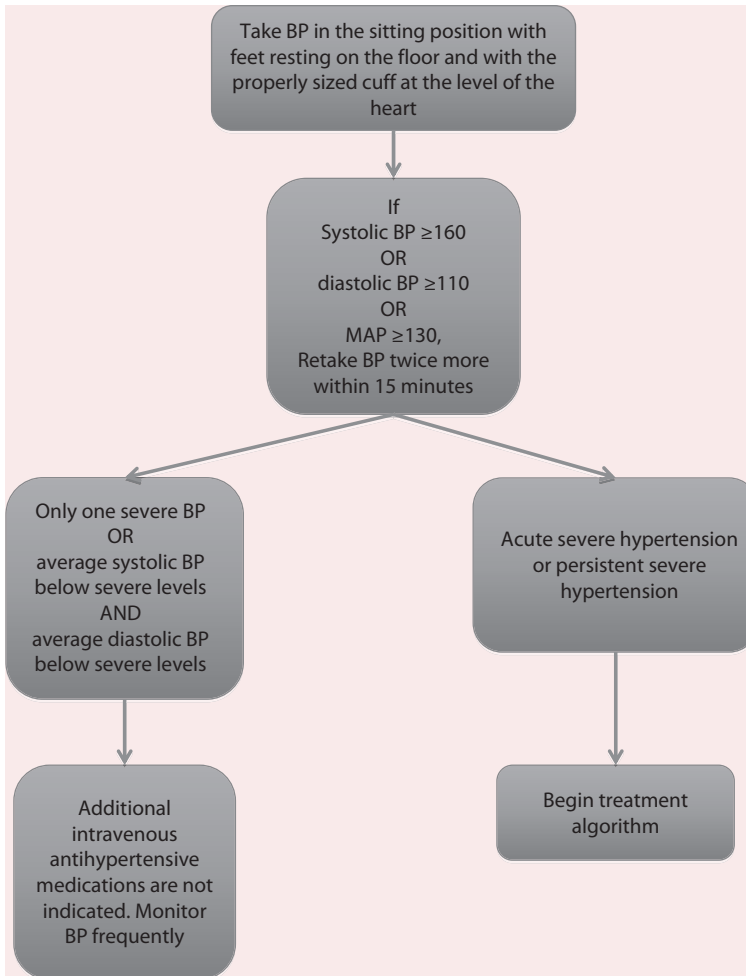 Take BP in the sitting position with
feet resting on the floor and with the
properly sized cuff at the level of the
heart
If
Systolic BP ≥160
OR
diastolic BP ≥110
OR
MAP ≥130,
Retake BP twice more
within 15 minutes
Only one severe BP
OR
average systolic BP
below severe levels
AND
average diastolic BP
below severe levels
Acute severe hypertension
or persistent severe
hypertension
Additional
intravenous
antihypertensive
medications are not
indicated. Monitor
BP frequently
Begin treatment
algorithm